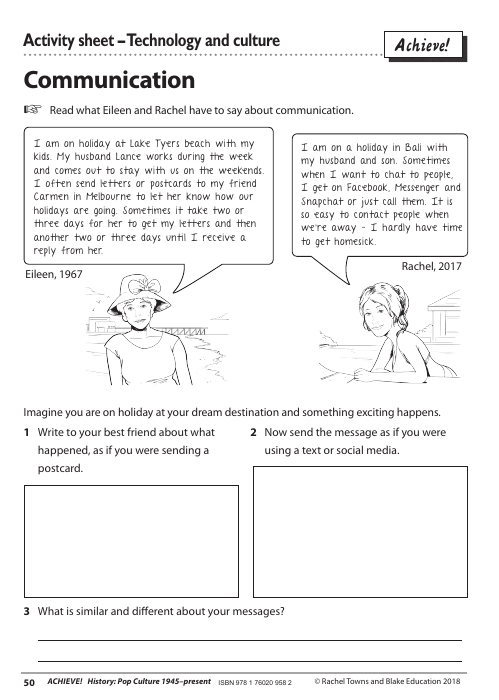 Activity sheet – Technology and culture
Achieve!
Communication
Read what Eileen and Rachel have to say about communication.
I am on holiday at Lake Tyers beach with my
kids. My husband Lance works during the week
and comes out to stay with us on the weekends.
I often send letters or postcards to my friend
Carmen in Melbourne to let her know how our
holidays are going. Sometimes it take two or
three days for her to get my letters and then
another two or three days until I receive a
reply from her.
Eileen, 1967
I am on a holiday in Bali with
my husband and son. Sometimes
when I want to chat to people,
I get on Facebook, Messenger and
Snapchat or just call them. It is
so easy to contact people when
we're away - I hardly have time
to get homesick.
Rachel, 2017
Imagine you are on holiday at your dream destination and something exciting happens.
1 Write to your best friend about what
happened, as if you were sending a
postcard.
2 Now send the message as if you were
using a text or social media.
3 What is similar and different about your messages?
50 ACHIEVE! History: Pop Culture 1945–present ISBN 978 1 76020 958 2 © Rachel Towns and Blake Education 2018